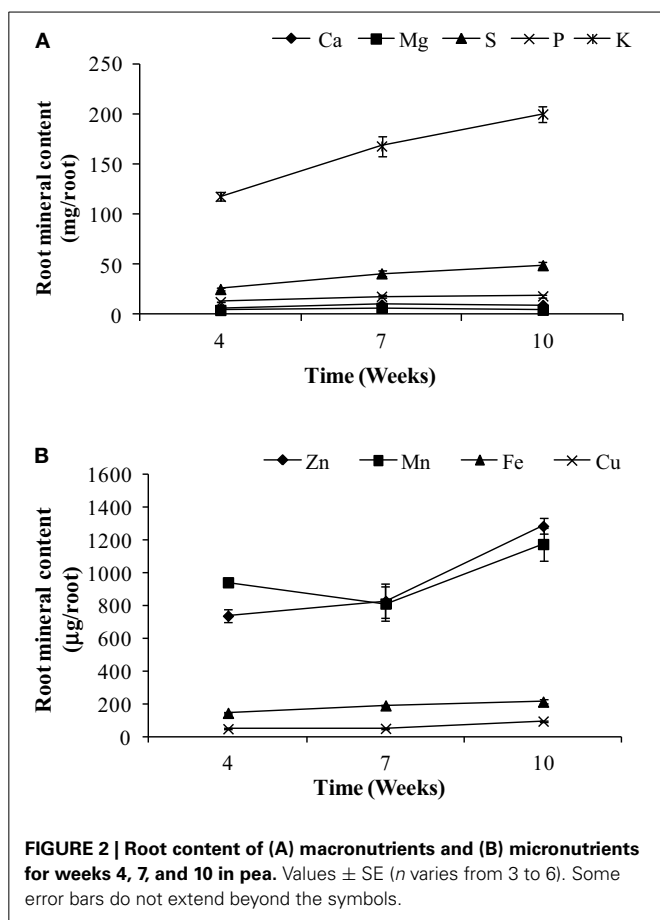 A
Ca Mg S P K
250
200
150
100
50
0
Root mineral content
(mg/root)
4 7 10
Time (Weeks)
B
Zn Mn Fe Cu
1600
1400
1200
1000
800
600
400
200
0
Root mineral content
(µg/root)
4 7 10
Time (Weeks)
FIGURE 2 | Root content of (A) macronutrients and (B) micronutrients
for weeks 4, 7, and 10 in pea. Values ± SE (n varies from 3 to 6). Some
error bars do not extend beyond the symbols.